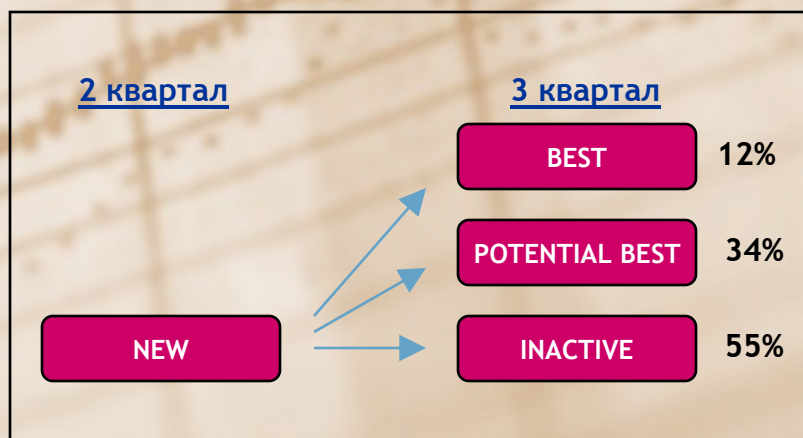 2 квартал
3 квартал
BEST 12%
POTENTIAL BEST 34%
NEW
INACTIVE 55%